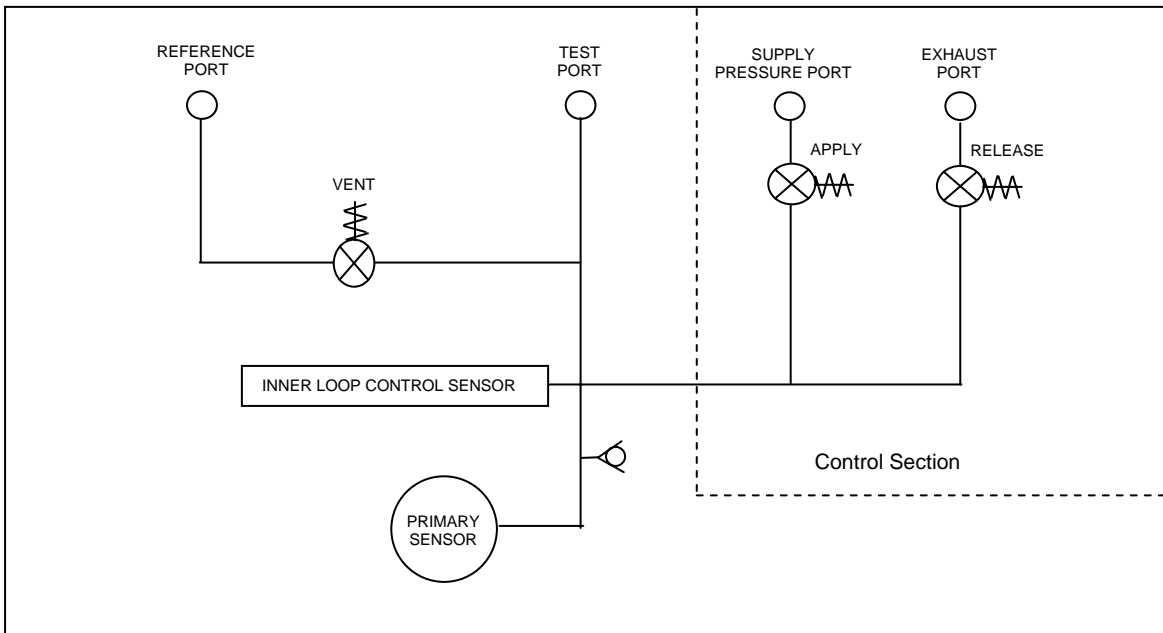 REFERENCE
PORT
TEST
PORT
SUPPLY
PRESSURE PORT
EXHAUST
PORT
APPLY
RELEASE
VENT
INNER LOOP CONTROL SENSOR
Control Section
PRIMARY
SENSOR